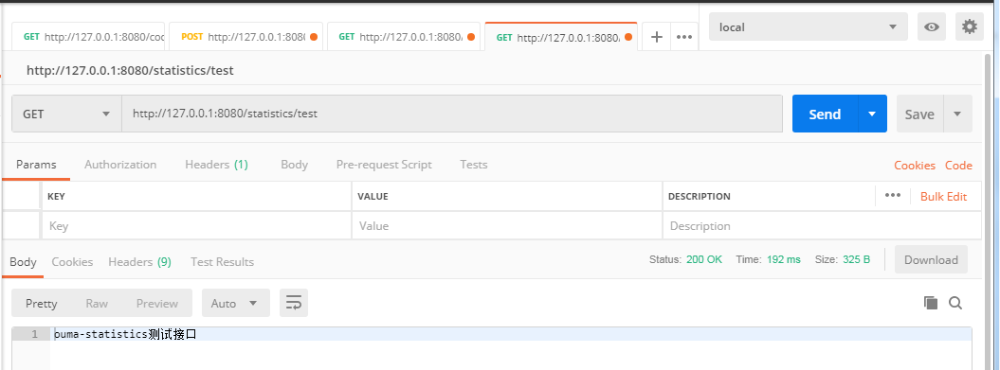 GET http://127.0.0.1:8080/coc
POST http://127.0.0.1:8080/
GET http://127.0.0.1:8080/
GET http://127.0.0.1:8080/
local
http://127.0.0.1:8080/statistics/test
GET http://127.0.0.1:8080/statistics/test Send Save
Params Authorization Headers (1) Body Pre-request Script Tests Cookies Code
KEY VALUE DESCRIPTION Bulk Edit
Key Value Description
Body Cookies Headers (9) Test Results Status: 200 OK Time: 192 ms Size: 325 B Download
Pretty Raw Preview Auto
1 ouma-statistics测试接口